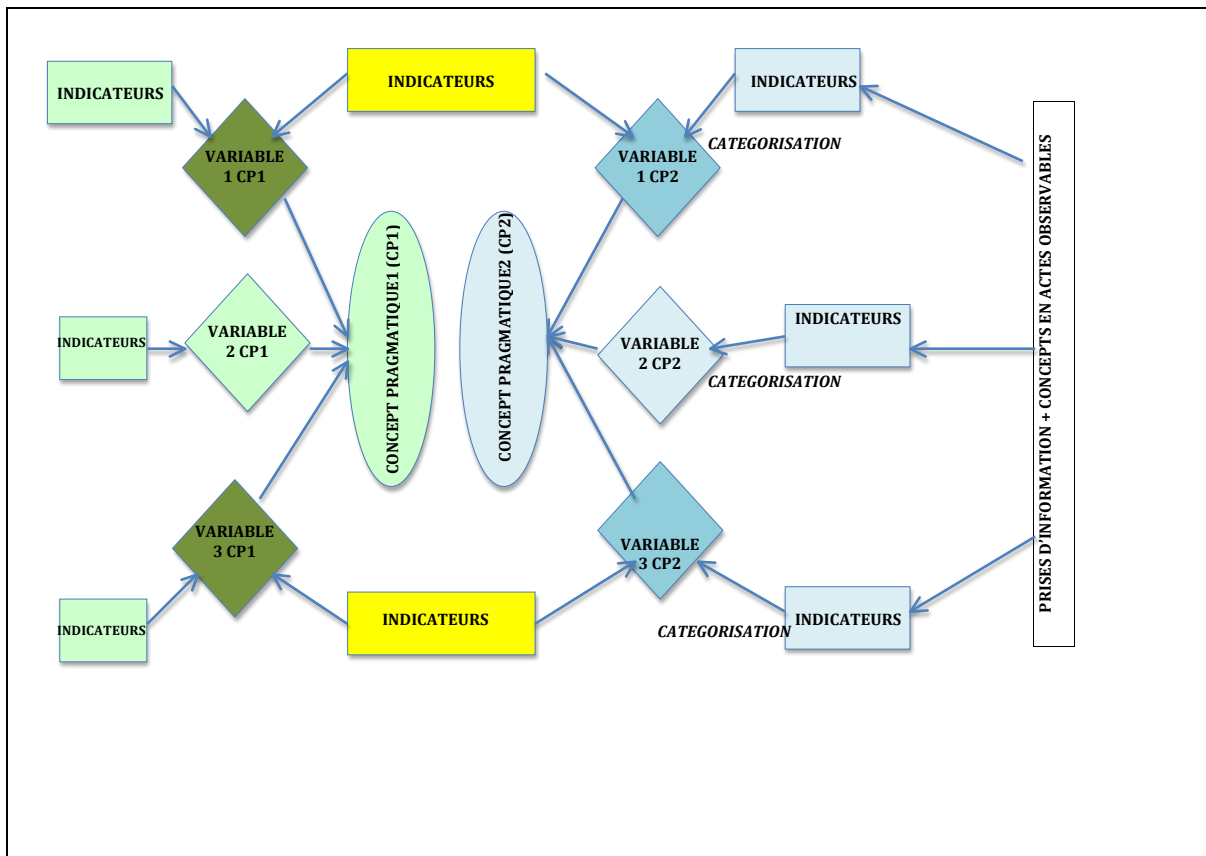 INDICATEURS
INDICATEURS
INDICATEURS
VARIABLE
1 CP1
VARIABLE
1 CP2
CATEGORISATION
CONCEPT PRAGMATIQUE1 (CP1)
CONCEPT PRAGMATIQUE2 (CP2)
PRISES D'INFORMATION + CONCEPTS EN ACTES OBSERVABLES
INDICATEURS
VARIABLE
2 CP1
VARIABLE
2 CP2
INDICATEURS
CATEGORISATION
VARIABLE
3 CP1
VARIABLE
3 CP2
INDICATEURS
INDICATEURS
CATEGORISATION
INDICATEURS